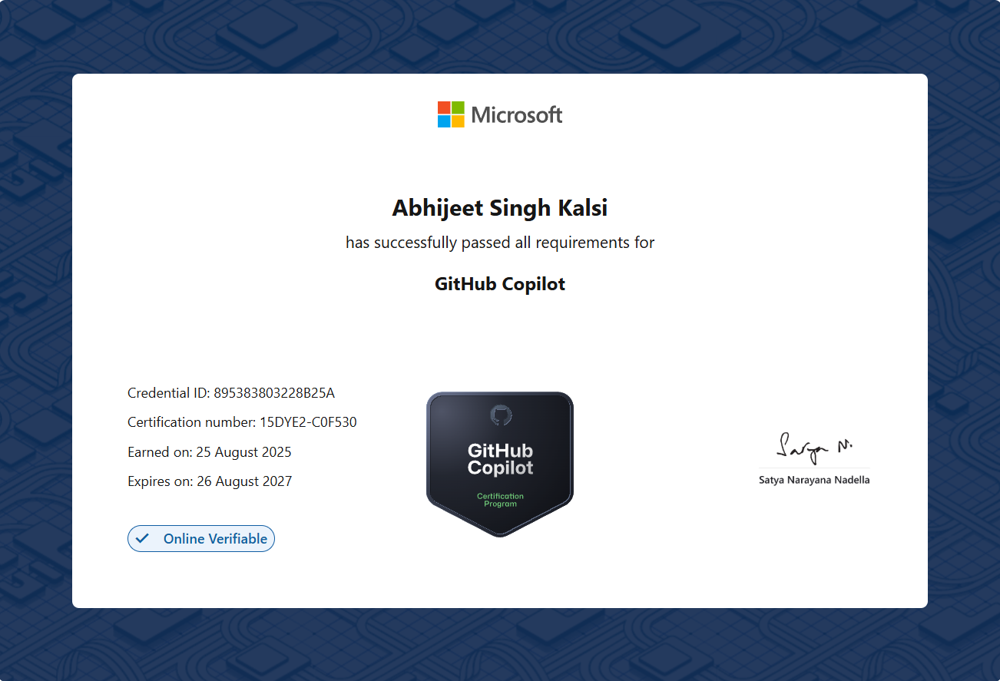 Microsoft
Abhijeet Singh Kalsi
has successfully passed all requirements for
GitHub Copilot
Credential ID: 895383803228B25A
Certification number: 15DYE2-C0F530
Earned on: 25 August 2025
Expires on: 26 August 2027
Online Verifiable
GitHub
Copilot
Certification
Program
Satya N.
Satya Narayana Nadella